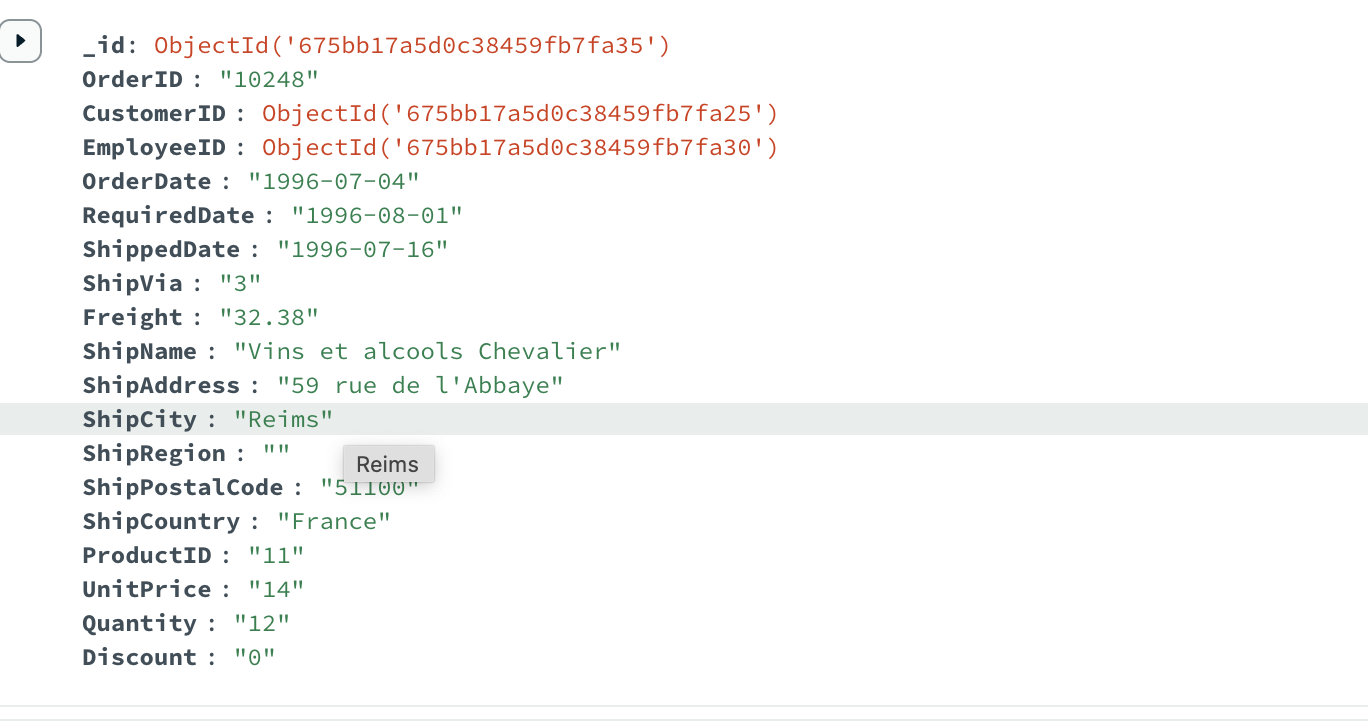 _id: ObjectId('675bb17a5d0c38459fb7fa35')
OrderID : "10248"
CustomerID : ObjectId('675bb17a5d0c38459fb7fa25')
EmployeeID : ObjectId('675bb17a5d0c38459fb7fa30')
OrderDate : "1996-07-04"
RequiredDate : "1996-08-01"
ShippedDate : "1996-07-16"
ShipVia : "3"
Freight : "32.38"
ShipName : "Vins et alcools Chevalier"
ShipAddress : "59 rue de l'Abbaye"
ShipCity : "Reims"
ShipRegion : ""
Reims
ShipPostalCode : "51100"
ShipCountry : "France"
ProductID : "11"
UnitPrice : "14"
Quantity : "12"
Discount : "0"